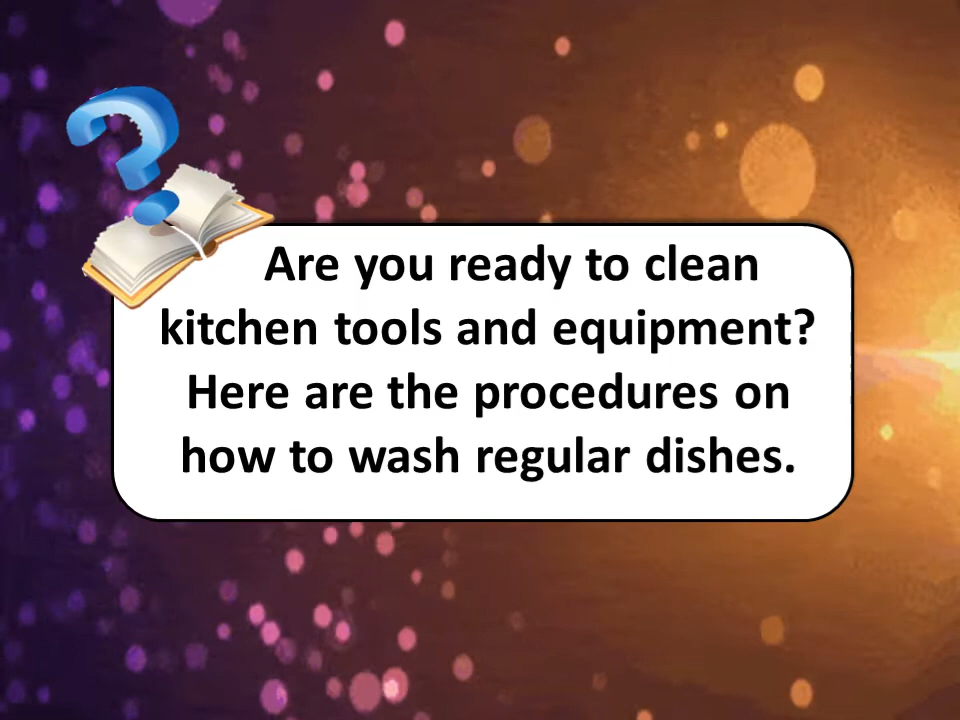 Are you ready to clean
kitchen tools and equipment?
Here are the procedures on
how to wash regular dishes.